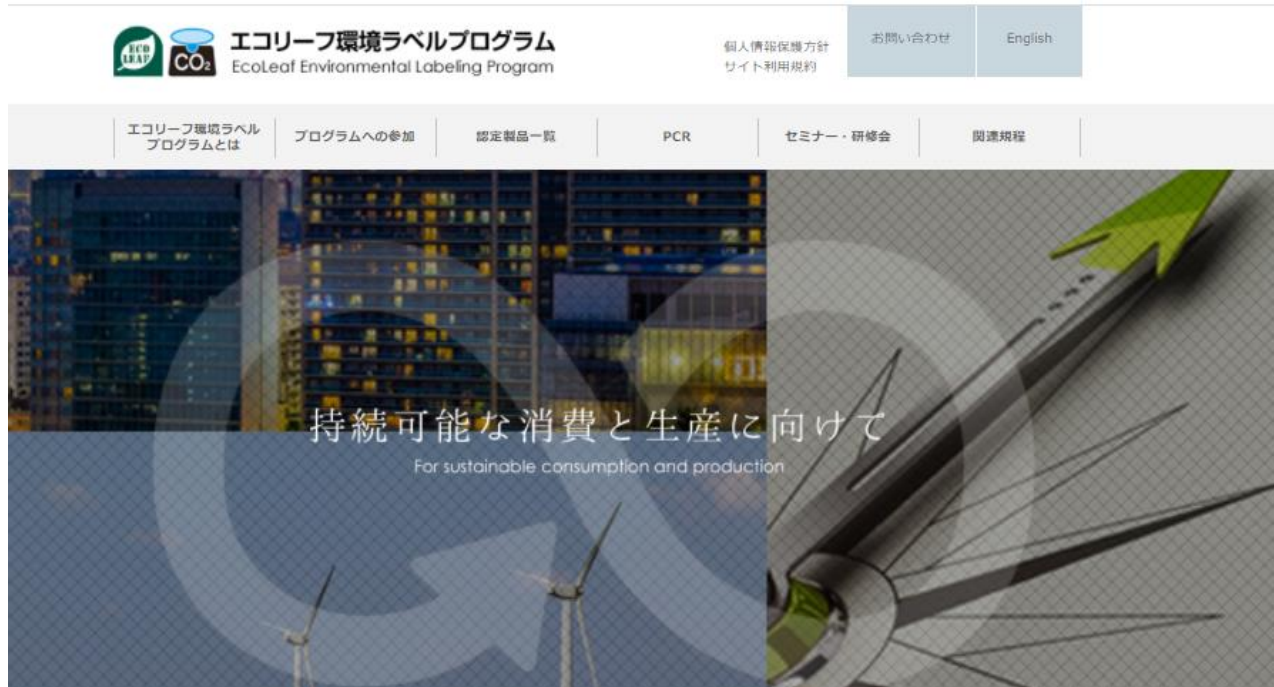 ECO
LEAF
CO₂
エコリーフ環境ラベルプログラム
EcoLeaf Environmental Labeling Program
個人情報保護方針
サイト利用規約
お問い合わせ
English
エコリーフ環境ラベル
プログラムとは
プログラムへの参加
認定製品一覧
PCR
セミナー・研修会
関連規程
持続可能な消費と生産に向けて
For sustainable consumption and production